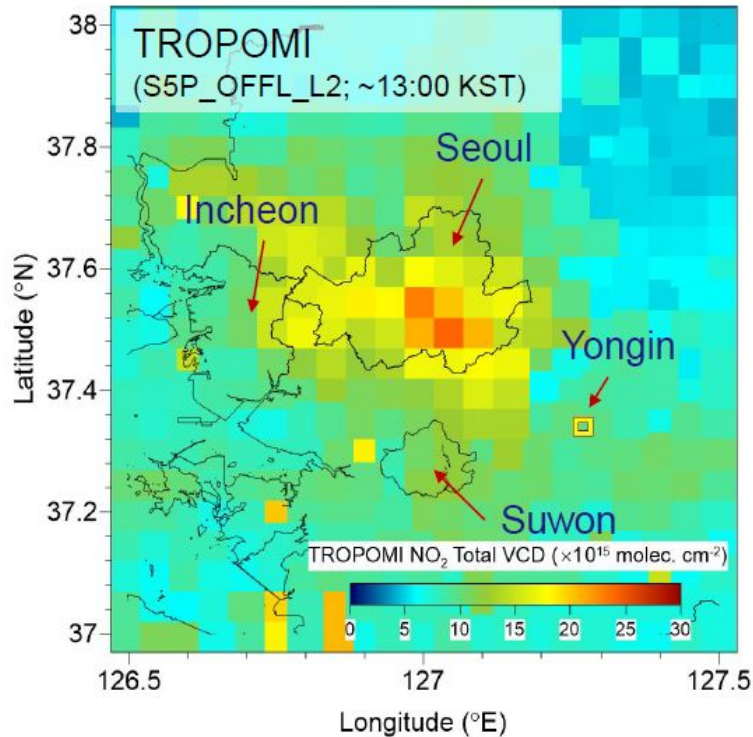 TROPOMI
(S5P_OFFL_L2; ~13:00 KST)
Seoul
Incheon
Yongin
Suwon
TROPOMI NO₂ Total VCD (×10¹⁵ molec. cm⁻²)
0 5 10 15 20 25 30
38
37.8
37.6
37.4
37.2
37
Latitude (°N)
126.5 127 127.5
Longitude (°E)